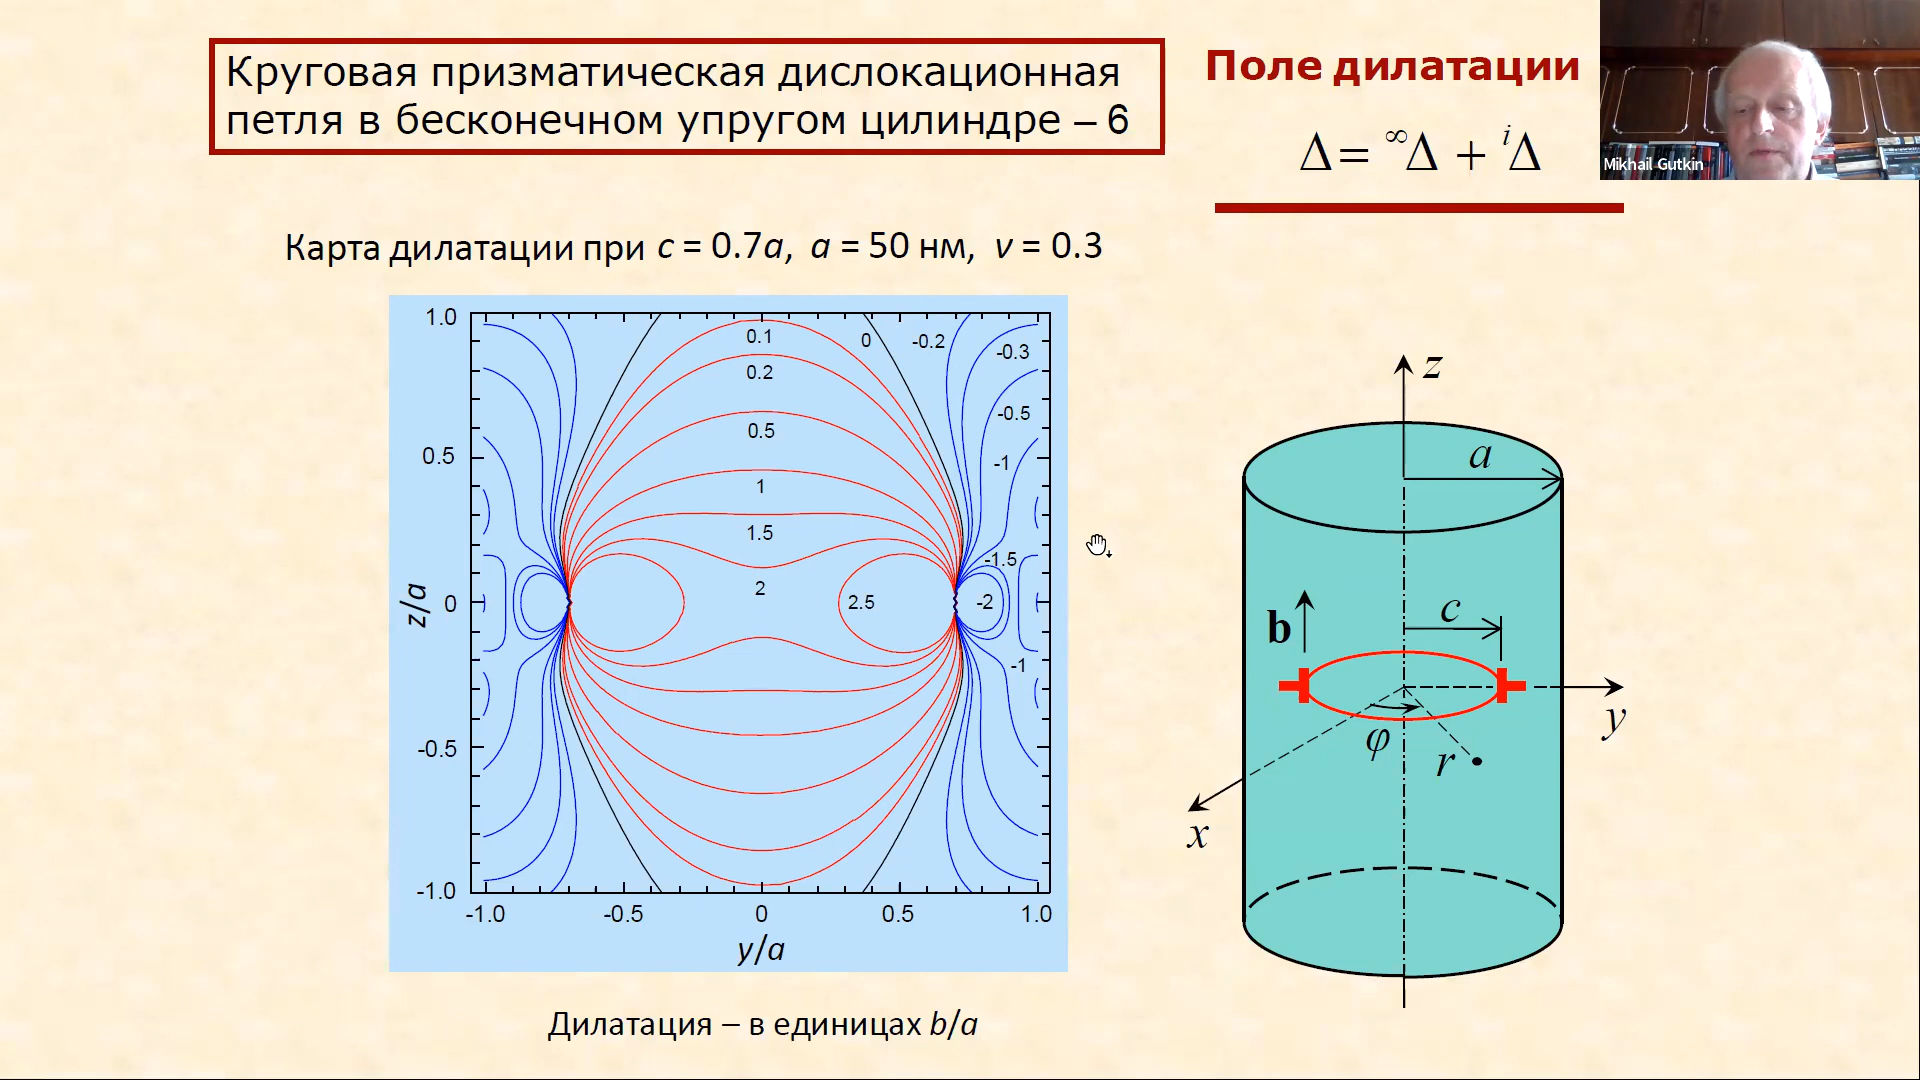 Круговая призматическая дислокационная
петля в бесконечном упругом цилиндре – 6
Поле дилатации
Δ = ∞Δ + iΔ
Mikhail Gutkin
Карта дилатации при c = 0.7a, a = 50 нм, ν = 0.3
1.0
0.5
0
-0.5
-1.0
z/a
0.1
0.2
0.5
1
1.5
2
2.5
0
-0.2
-0.3
-0.5
-1
-1.5
-2
-1
-1.0
-0.5
0
0.5
1.0
y/a
Дилатация – в единицах b/a
z
a
b
c
y
φ
r
x